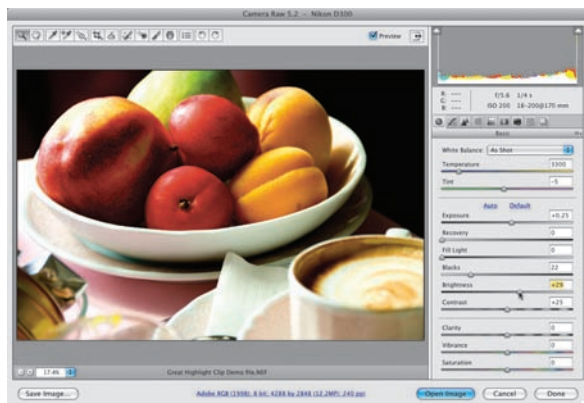 Camera Raw 5.2 – Nikon D300
Preview
R: ---
G: ---
B: ---
f/5.6 1/4 s
ISO 200 18-200@170 mm
Basic
White Balance: As Shot
Temperature 3300
Tint -5
Auto Default
Exposure +0.25
Recovery 0
Fill Light 0
Blacks 22
Brightness +29
Contrast +25
Clarity 0
Vibrance 0
Saturation 0
17.4%
Great Highlight Clip Demo Pix.NEF
Save Image...
Adobe RGB (1998); 8 bit; 4288 by 2848 (12.2MP); 240 ppi
Open Image
Cancel
Done